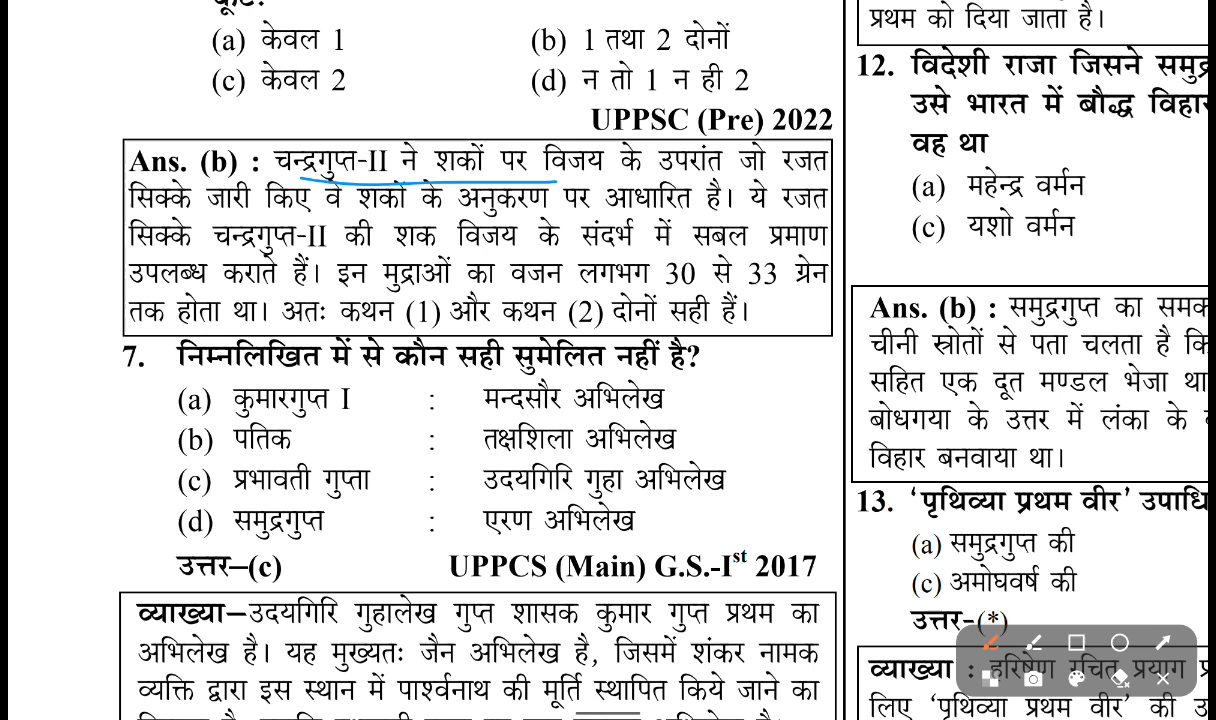 कूट:
(a) केवल 1 (b) 1 तथा 2 दोनों
(c) केवल 2 (d) न तो 1 न ही 2
UPPSC (Pre) 2022
Ans. (b) : चन्द्रगुप्त-II ने शकों पर विजय के उपरांत जो रजत
सिक्के जारी किए वे शकों के अनुकरण पर आधारित है। ये रजत
सिक्के चन्द्रगुप्त-II की शक विजय के संदर्भ में सबल प्रमाण
उपलब्ध कराते हैं। इन मुद्राओं का वजन लगभग 30 से 33 ग्रेन
तक होता था। अतः कथन (1) और कथन (2) दोनों सही हैं।
7. निम्नलिखित में से कौन सही सुमेलित नहीं है?
(a) कुमारगुप्त I : मन्दसौर अभिलेख
(b) पतिक : तक्षशिला अभिलेख
(c) प्रभावती गुप्ता : उदयगिरि गुहा अभिलेख
(d) समुद्रगुप्त : एरण अभिलेख
उत्तर–(c) UPPCS (Main) G.S.-Ist 2017
व्याख्या–उदयगिरि गुहालेख गुप्त शासक कुमार गुप्त प्रथम का
अभिलेख है। यह मुख्यतः जैन अभिलेख है, जिसमें शंकर नामक
व्यक्ति द्वारा इस स्थान में पार्श्वनाथ की मूर्ति स्थापित किये जाने का
प्रथम को दिया जाता है।
12. विदेशी राजा जिसने समुद्र
उसे भारत में बौद्ध विहार
वह था
(a) महेन्द्र वर्मन
(c) यशो वर्मन
Ans. (b) : समुद्रगुप्त का समक
चीनी स्त्रोतों से पता चलता है कि
सहित एक दूत मण्डल भेजा था
बोधगया के उत्तर में लंका के
विहार बनवाया था।
13. ‘पृथिव्या प्रथम वीर’ उपाधि
(a) समुद्रगुप्त की
(c) अमोघवर्ष की
उत्तर-(*)
व्याख्या : हरिषेण रचित प्रयाग प्र
लिए ‘पृथिव्या प्रथम वीर’ की उ